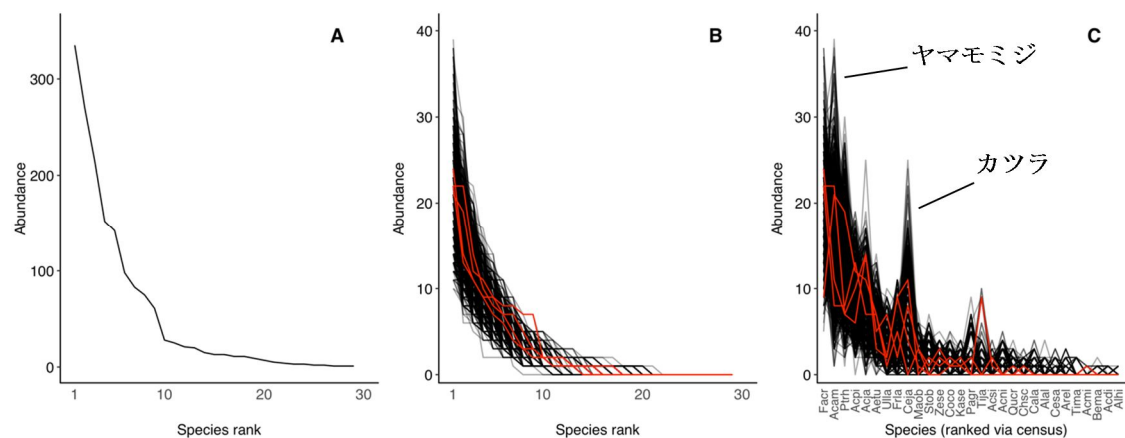 A
300
200
100
0
Abundance
1
10
20
30
Species rank
B
40
30
20
10
0
Abundance
1
10
20
30
Species rank
C
ヤマモミジ
カツラ
40
30
20
10
0
Abundance
Facr
Acam
Ptrh
Acpi
Acja
Aetu
Ulla
Frla
Ceja
Maob
Stob
Zese
Coco
Kase
Pagr
Tija
Acsi
Acni
Qucr
Chsc
Cala
Alal
Cesa
Arel
Tima
Acmi
Bema
Acdi
Alhi
Species (ranked via census)